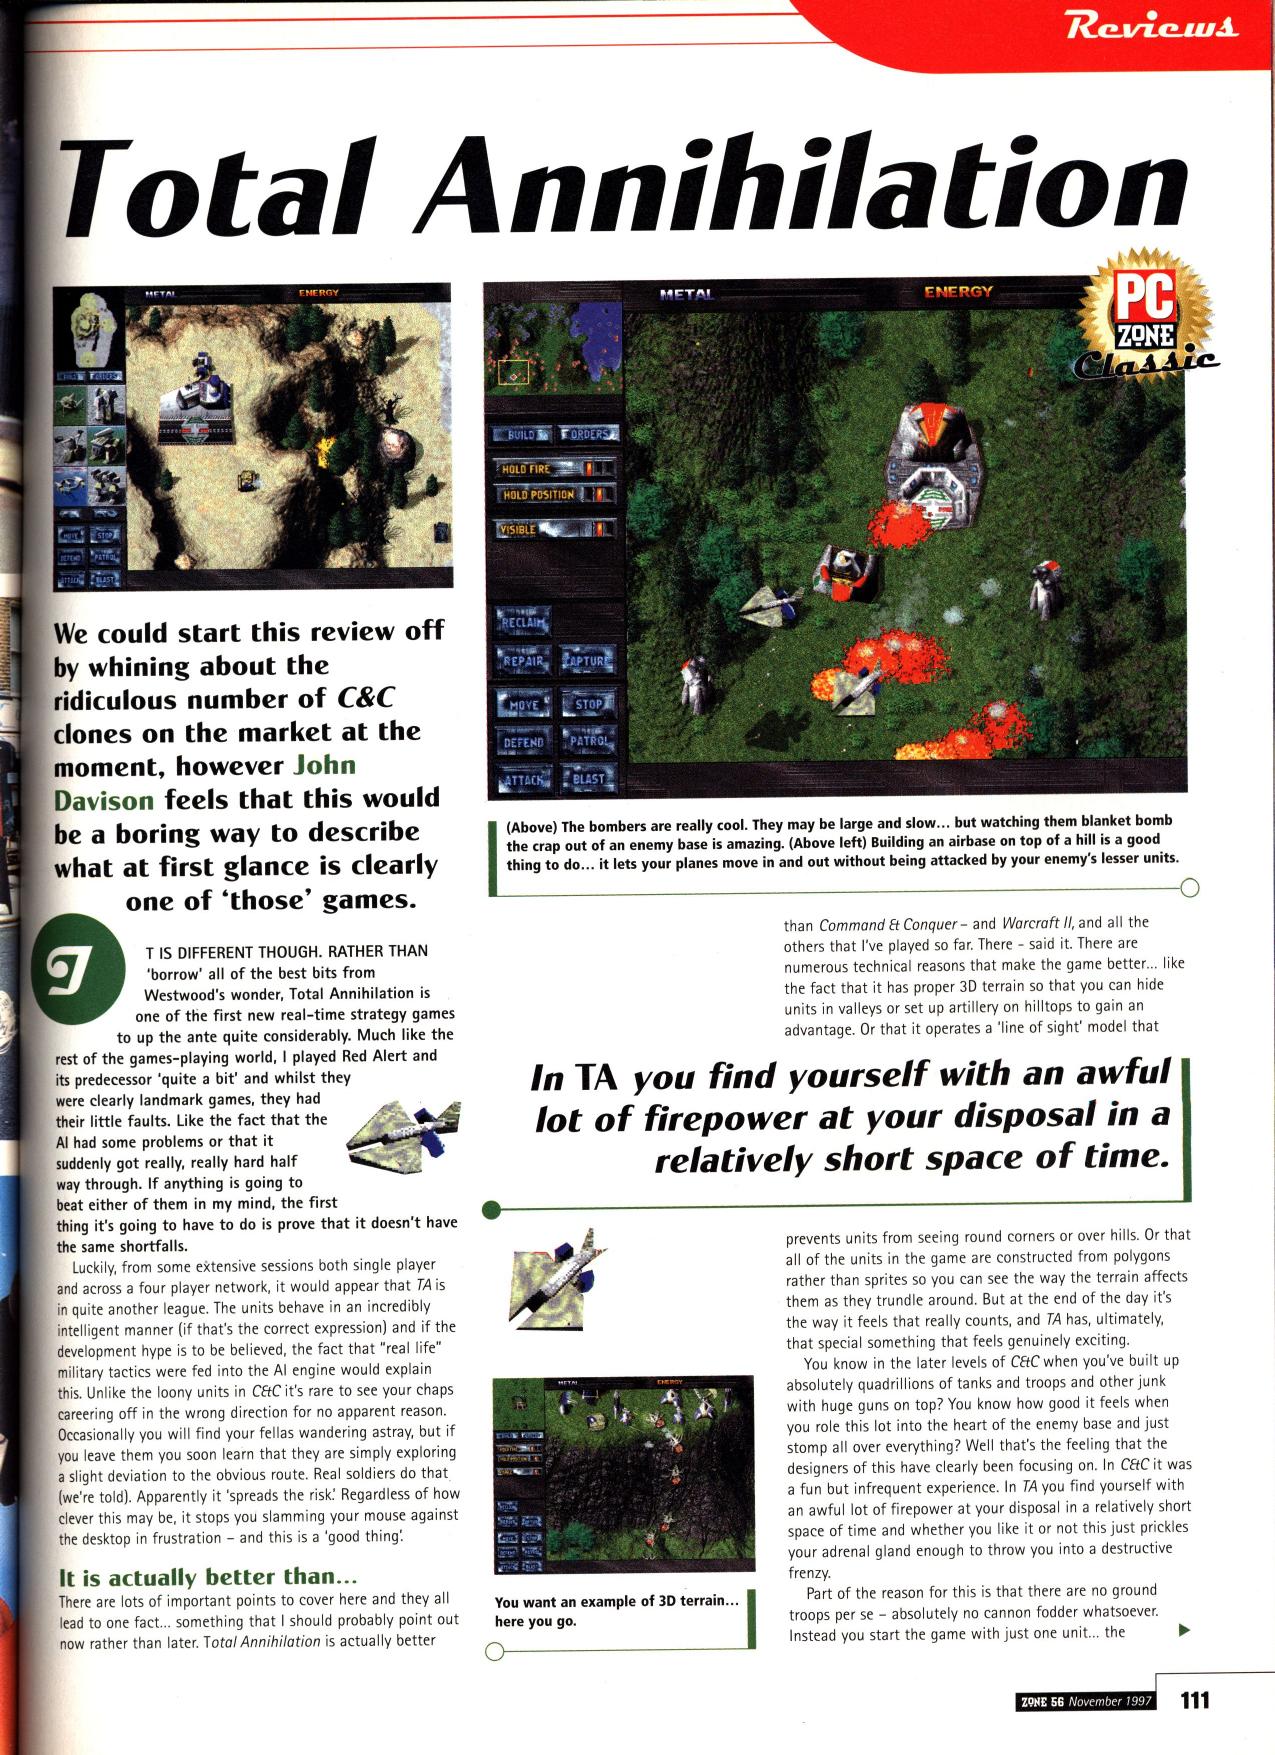 Reviews
Total Annihilation
METAL
ENERGY
METAL
ENERGY
PC
ZONE
Classic
BUILD
ORDERS
HOLD FIRE
HOLD POSITION
VISIBLE
RECLAIM
REPAIR
CAPTURE
MOVE
STOP
DEFEND
PATROL
ATTACK
BLAST
ORDERS
MOVE
STOP
DEFEND
PATROL
ATTACK
BLAST
We could start this review off
by whining about the
ridiculous number of C&C
clones on the market at the
moment, however John
Davison feels that this would
be a boring way to describe
what at first glance is clearly
one of ‘those’ games.
(Above) The bombers are really cool. They may be large and slow... but watching them blanket bomb
the crap out of an enemy base is amazing. (Above left) Building an airbase on top of a hill is a good
thing to do... it lets your planes move in and out without being attacked by your enemy's lesser units.
IT IS DIFFERENT THOUGH. RATHER THAN
'borrow' all of the best bits from
Westwood's wonder, Total Annihilation is
one of the first new real-time strategy games
to up the ante quite considerably. Much like the
rest of the games-playing world, I played Red Alert and
its predecessor 'quite a bit' and whilst they
were clearly landmark games, they had
their little faults. Like the fact that the
AI had some problems or that it
suddenly got really, really hard half
way through. If anything is going to
beat either of them in my mind, the first
thing it's going to have to do is prove that it doesn't have
the same shortfalls.
Luckily, from some extensive sessions both single player
and across a four player network, it would appear that TA is
in quite another league. The units behave in an incredibly
intelligent manner (if that's the correct expression) and if the
development hype is to be believed, the fact that "real life"
military tactics were fed into the AI engine would explain
this. Unlike the loony units in C&C it's rare to see your chaps
careering off in the wrong direction for no apparent reason.
Occasionally you will find your fellas wandering astray, but if
you leave them you soon learn that they are simply exploring
a slight deviation to the obvious route. Real soldiers do that
(we're told). Apparently it 'spreads the risk.' Regardless of how
clever this may be, it stops you slamming your mouse against
the desktop in frustration – and this is a 'good thing'.
It is actually better than...
There are lots of important points to cover here and they all
lead to one fact... something that I should probably point out
now rather than later. Total Annihilation is actually better
than Command & Conquer – and Warcraft II, and all the
others that I've played so far. There - said it. There are
numerous technical reasons that make the game better... like
the fact that it has proper 3D terrain so that you can hide
units in valleys or set up artillery on hilltops to gain an
advantage. Or that it operates a 'line of sight' model that
In TA you find yourself with an awful
lot of firepower at your disposal in a
relatively short space of time.
prevents units from seeing round corners or over hills. Or that
all of the units in the game are constructed from polygons
rather than sprites so you can see the way the terrain affects
them as they trundle around. But at the end of the day it's
the way it feels that really counts, and TA has, ultimately,
that special something that feels genuinely exciting.
You know in the later levels of C&C when you've built up
absolutely quadrillions of tanks and troops and other junk
with huge guns on top? You know how good it feels when
you role this lot into the heart of the enemy base and just
stomp all over everything? Well that's the feeling that the
designers of this have clearly been focusing on. In C&C it was
a fun but infrequent experience. In TA you find yourself with
an awful lot of firepower at your disposal in a relatively short
space of time and whether you like it or not this just prickles
your adrenal gland enough to throw you into a destructive
frenzy.
Part of the reason for this is that there are no ground
troops per se – absolutely no cannon fodder whatsoever.
Instead you start the game with just one unit... the
METAL
ENERGY
You want an example of 3D terrain...
here you go.
ZONE 56 November 1997
111